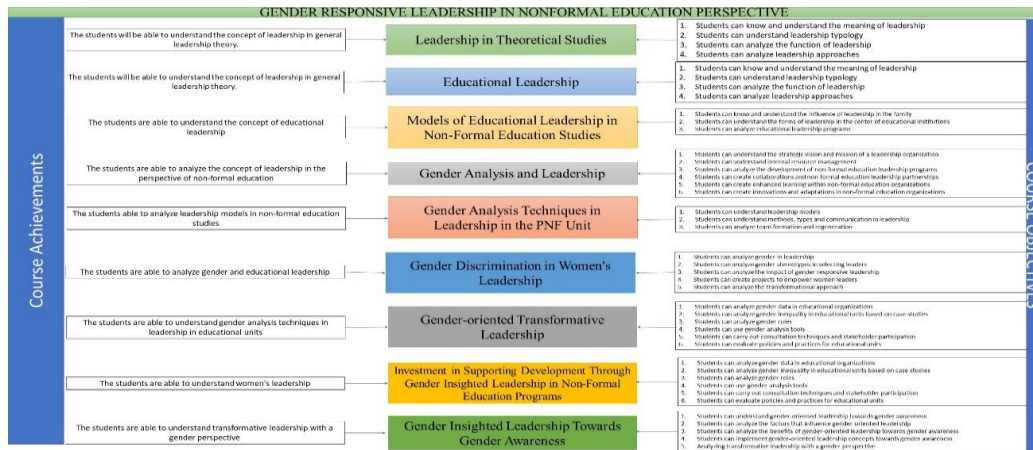 GENDER RESPONSIVE LEADERSHIP IN NONFORMAL EDUCATION PERSPECTIVE
Course Achievements
The students will be able to understand the concept of leadership in general
leadership theory.
Leadership in Theoretical Studies
1. Students can know and understand the meaning of leadership
2. Students can understand leadership typology
3. Students can analyze the function of leadership
4. Students can analyze leadership approaches
The students will be able to understand the concept of leadership in general
leadership theory.
Educational Leadership
1. Students can know and understand the meaning of leadership
2. Students can understand leadership typology
3. Students can analyze the function of leadership
4. Students can analyze leadership approaches
The students are able to understand the concept of educational
leadership
Models of Educational Leadership in
Non-Formal Education Studies
1. Students can know and understand the influence of leadership in the family
2. Students can understand the forms of leadership in the center of educational institutions
3. Students can analyze educational leadership programs
The students are able to analyze the concept of leadership in the
perspective of non-formal education
Gender Analysis and Leadership
1. Students can understand the strategic vision and mission of a leadership organization
2. Students can understand internal resource management
3. Students can analyze the development of non formal education leadership programs
4. Students can create collaborations and non formal education leadership partnerships
5. Students can create enhanced learning within non-formal education organizations
6. Students can create innovations and adaptations in non-formal education organizations
The students able to analyze leadership models in non-formal education
studies
Gender Analysis Techniques in
Leadership in the PNF Unit
1. Students can understand leadership models
2. Students can understand methods, types and communication in leadership
3. Students can analyze team formation and regeneration
The students are able to analyze gender and educational leadership
Gender Discrimination in Women's
Leadership
1. Students can analyze gender in leadership
2. Students can analyze gender stereotypes in selecting leaders
3. Students can analyze the impact of gender responsive leadership
4. Students can create projects to empower women leaders
5. Students can analyze the transformational approach
The students are able to understand gender analysis techniques in
leadership in educational units
Gender-oriented Transformative
Leadership
1. Students can analyze gender data in educational organizations
2. Students can analyze gender inequality in educational units based on case studies
3. Students can analyze gender roles
4. Students can use gender analysis tools
5. Students can carry out consultation techniques and stakeholder participation
6. Students can evaluate policies and practices for educational units
The students are able to understand women's leadership
Investment in Supporting Development Through
Gender Insighted Leadership in Non-Formal
Education Programs
1. Students can analyze gender data in educational organizations
2. Students can analyze gender inequality in educational units based on case studies
3. Students can analyze gender roles
4. Students can use gender analysis tools
5. Students can carry out consultation techniques and stakeholder participation
6. Students can evaluate policies and practices for educational units
The students are able to understand transformative leadership with a
gender perspective
Gender Insighted Leadership Towards
Gender Awareness
1. Students can understand gender-oriented leadership towards gender awareness
2. Students can analyze the factors that influence gender oriented leadership
3. Students can analyze the benefits of gender-oriented leadership towards gender awareness
4. Students can implement gender-oriented leadership concepts towards gender awareness
5. Analyzing transformative leadership with a gender perspective